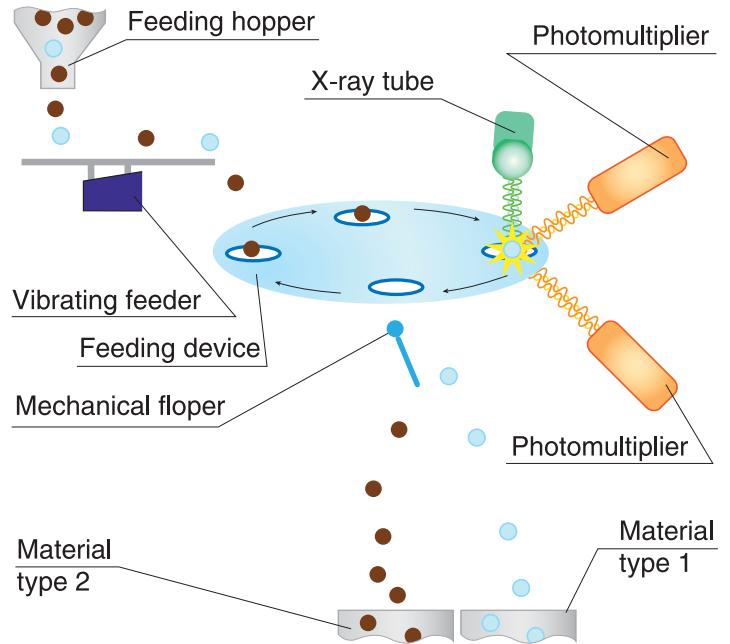 Feeding hopper
Photomultiplier
X-ray tube
Vibrating feeder
Feeding device
Mechanical floper
Photomultiplier
Material
type 2
Material
type 1